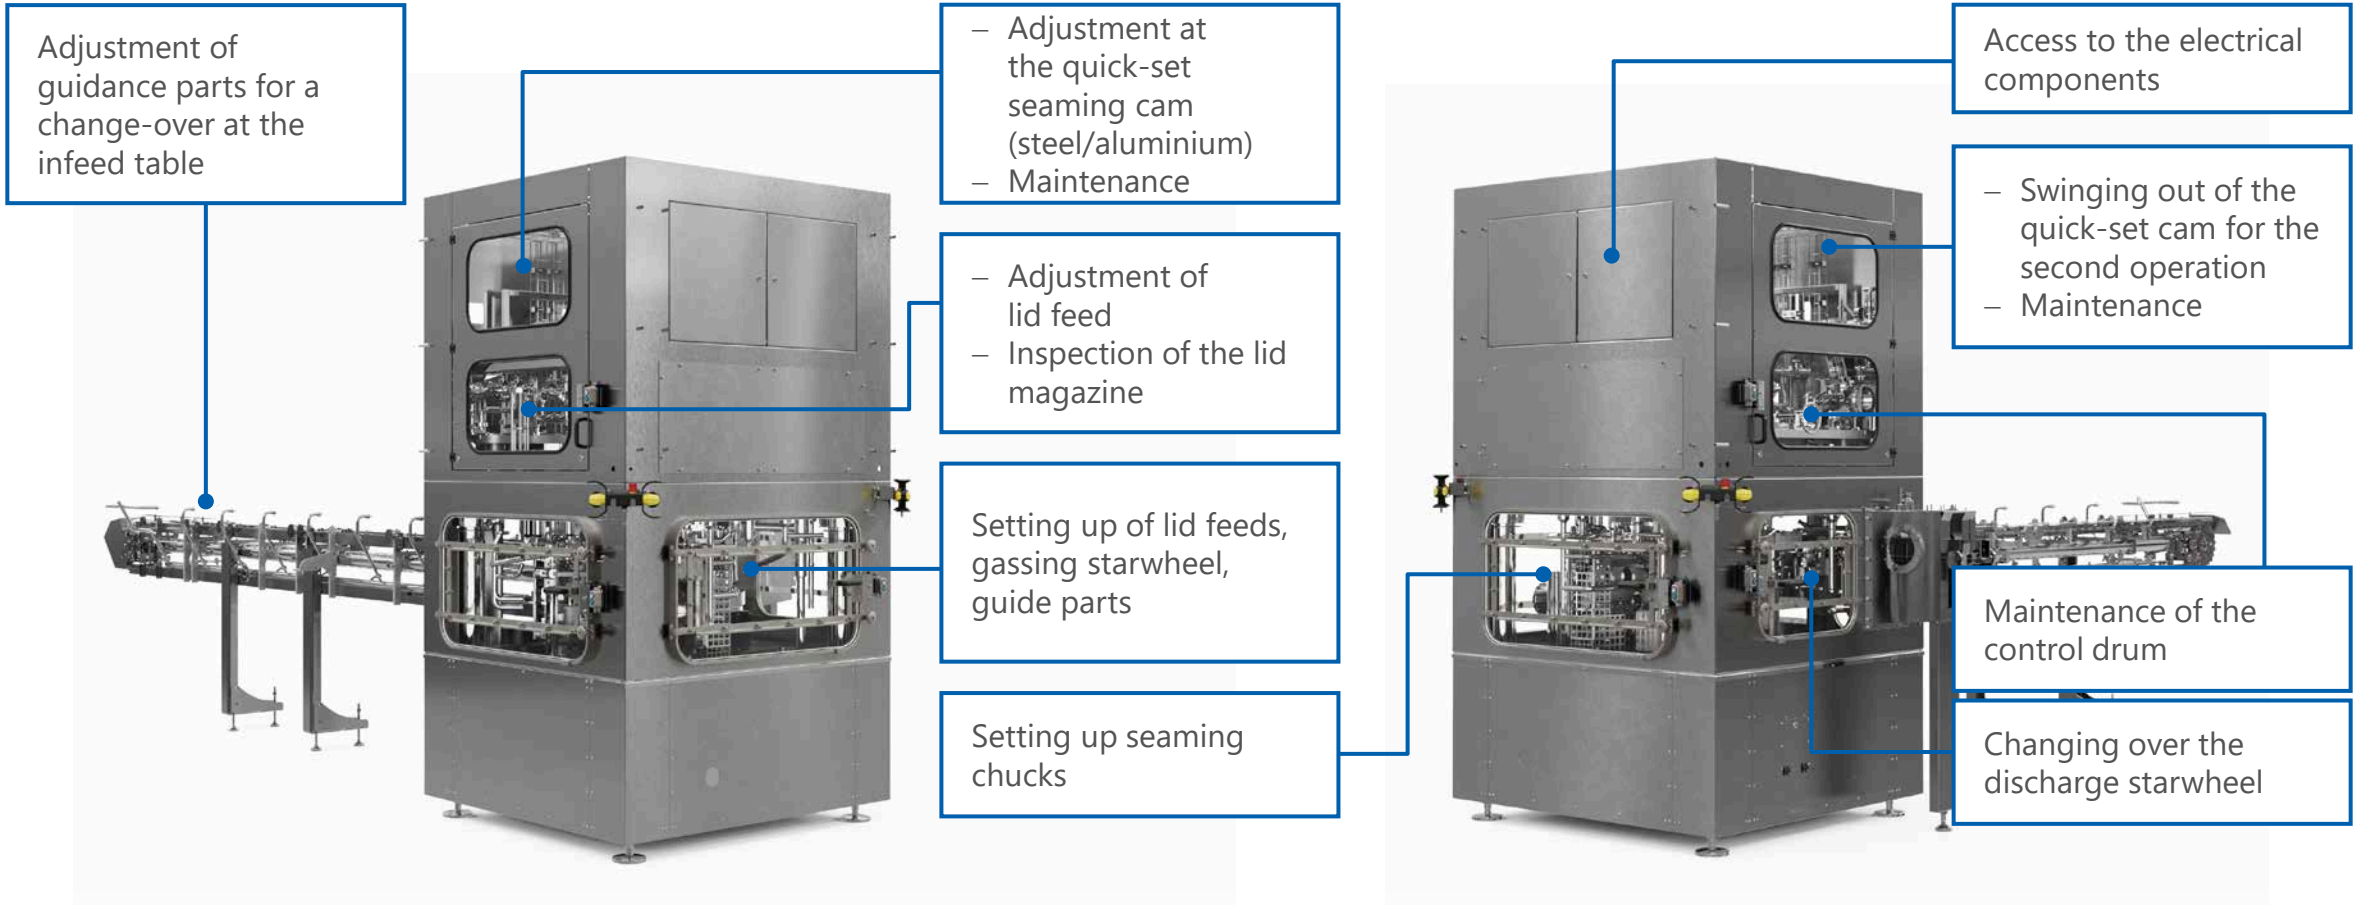 Adjustment of
guidance parts for a
change-over at the
infeed table
– Adjustment at
the quick-set
seaming cam
(steel/aluminium)
– Maintenance
– Adjustment of
lid feed
– Inspection of the lid
magazine
Setting up of lid feeds,
gassing starwheel,
guide parts
Setting up seaming
chucks
Access to the electrical
components
– Swinging out of the
quick-set cam for the
second operation
– Maintenance
Maintenance of the
control drum
Changing over the
discharge starwheel